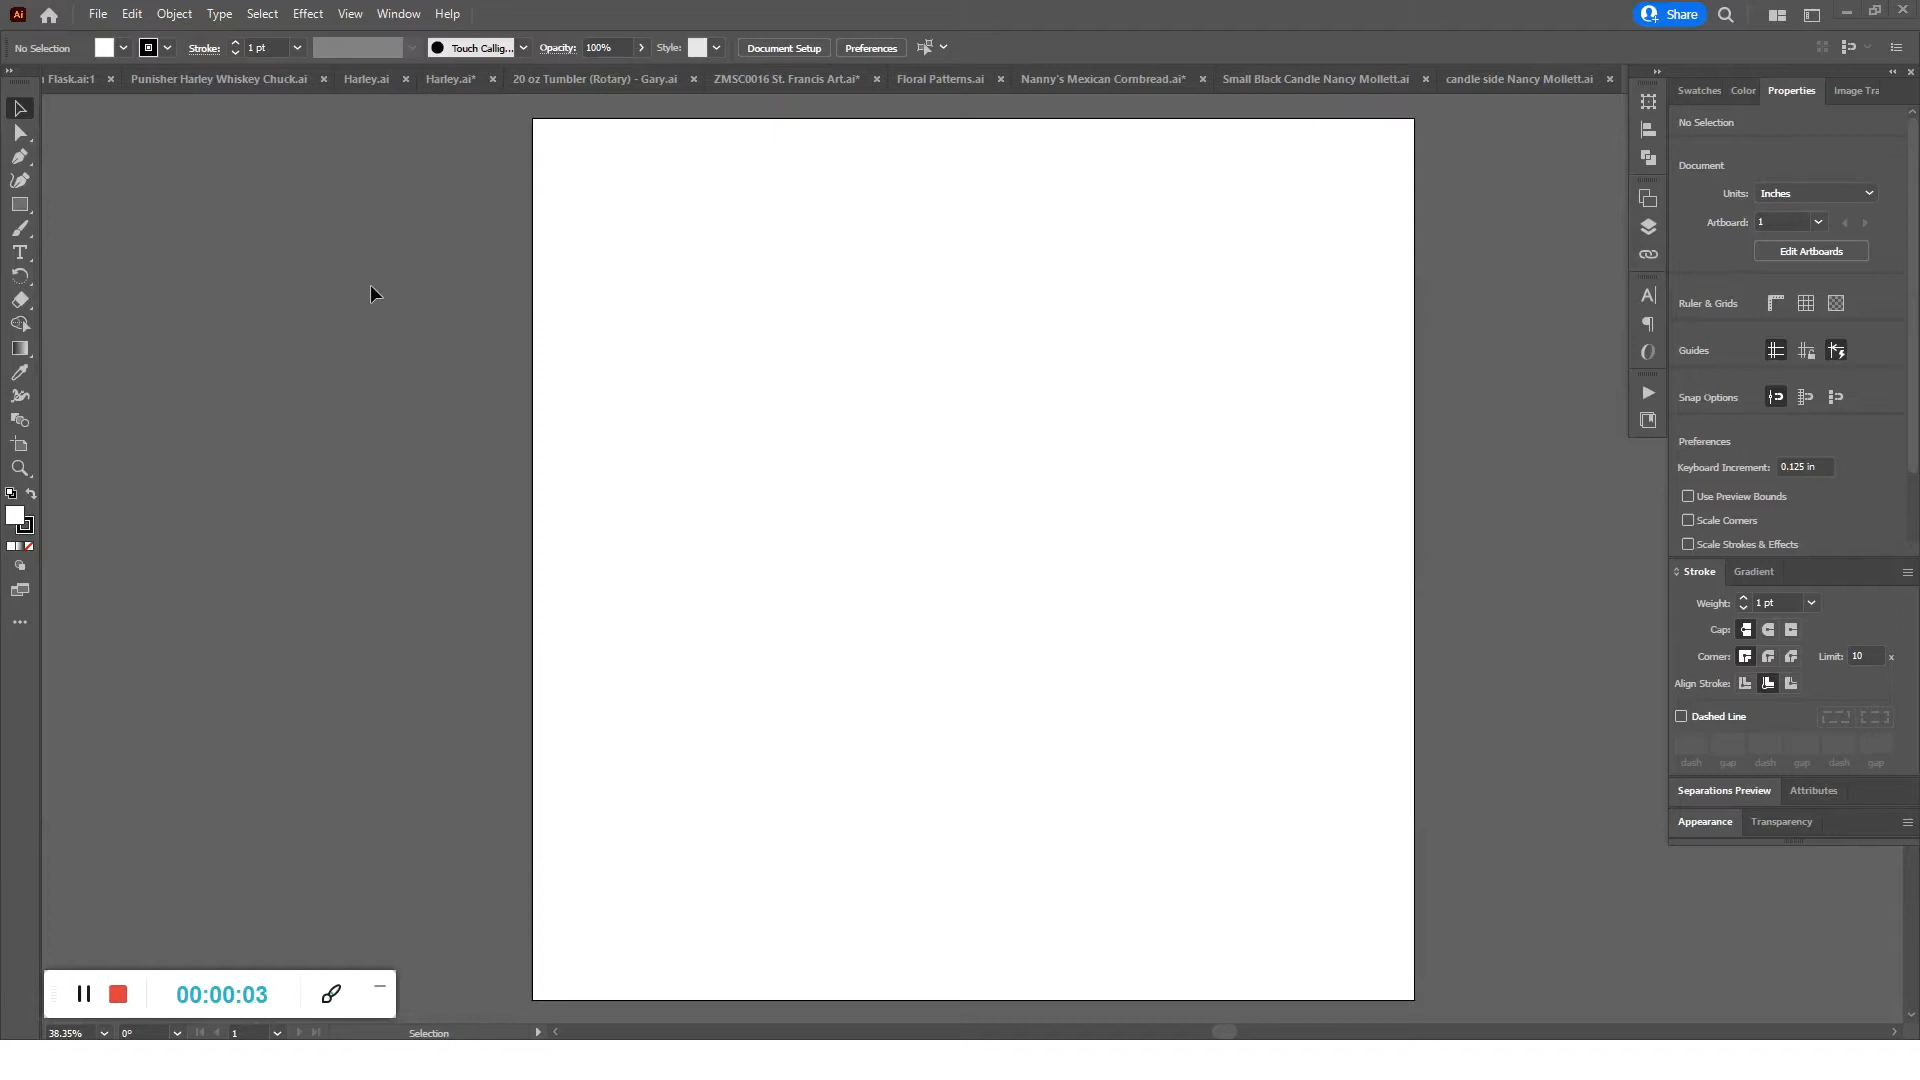 Ai File Edit Object Type Select Effect View Window Help Share
No Selection Stroke: 1 pt Touch Callig... Opacity: 100% Style: Document Setup Preferences
Flask.ai:1 × Punisher Harley Whiskey Chuck.ai × Harley.ai × Harley.ai* × 20 oz Tumbler (Rotary) - Gary.ai × ZMSC0016 St. Francis Art.ai* × Floral Patterns.ai × Nanny's Mexican Cornbread.ai* × Small Black Candle Nancy Mollett.ai × candle side Nancy Mollett.ai ×
Swatches Color Properties Image Tra
No Selection
Document
Units: Inches
Artboard: 1
Edit Artboards
Ruler & Grids
Guides
Snap Options
Preferences
Keyboard Increment: 0.125 in
Use Preview Bounds
Scale Corners
Scale Strokes & Effects
Stroke Gradient
Weight: 1 pt
Cap:
Corner: Limit: 10 x
Align Stroke:
Dashed Line
dash gap dash gap dash gap
Separations Preview Attributes
Appearance Transparency
00:00:03
38.35% 0° 1 Selection